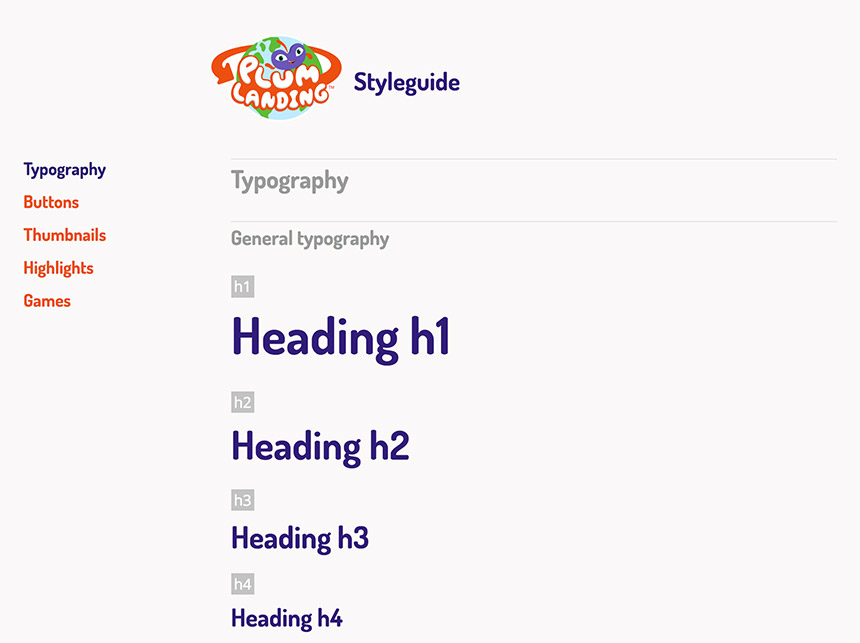 PLUM
LANDING™
Styleguide
Typography
Buttons
Thumbnails
Highlights
Games
Typography
General typography
h1
Heading h1
h2
Heading h2
h3
Heading h3
h4
Heading h4